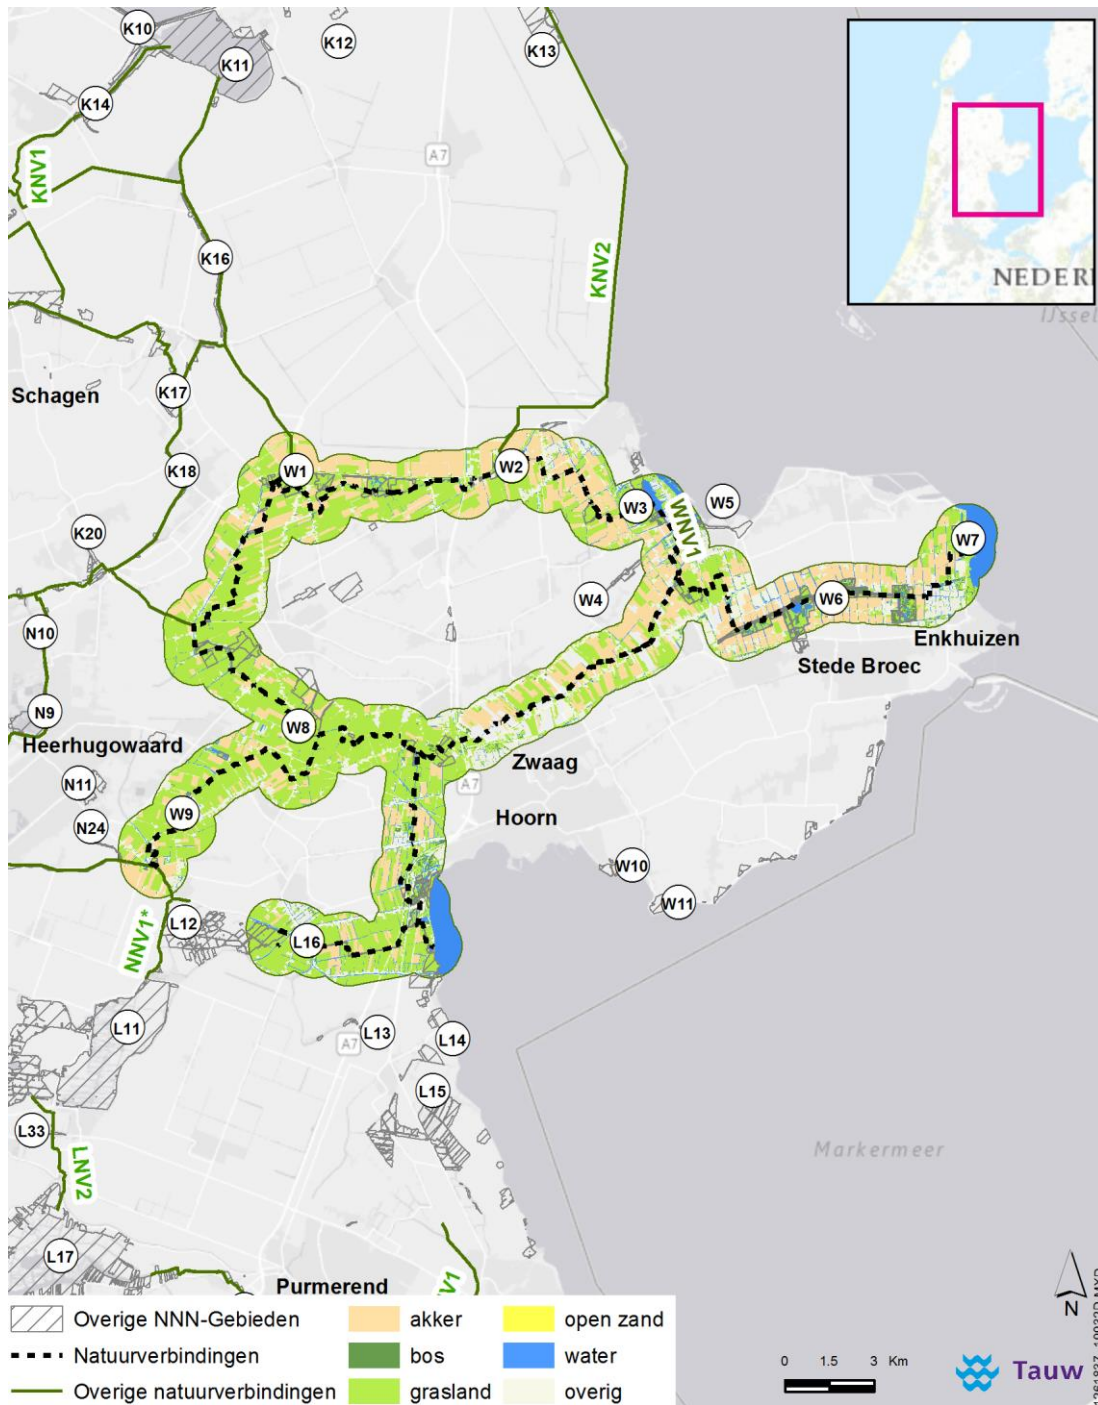 K10
K11
K12
K13
K14
KNV1
A7
K16
KNV2
NEDERI
IJssel
Schagen
K17
K18
W1
W2
W3
W5
WNV1
W7
K20
W4
W6
Enkhuizen
Stede Broec
N10
N9
W8
Heerhugowaard
Zwaag
N11
A7
W9
Hoorn
N24
W10
W11
NNV1*
L12
L16
L11
L13
L14
A7
L15
L33
LNV2
Markermeer
L17
V1
Purmerend
N
Overige NNN-Gebieden
akker
open zand
Natuurverbindingen
bos
water
Overige natuurverbindingen
grasland
overig
0 1.5 3 Km
Tauw